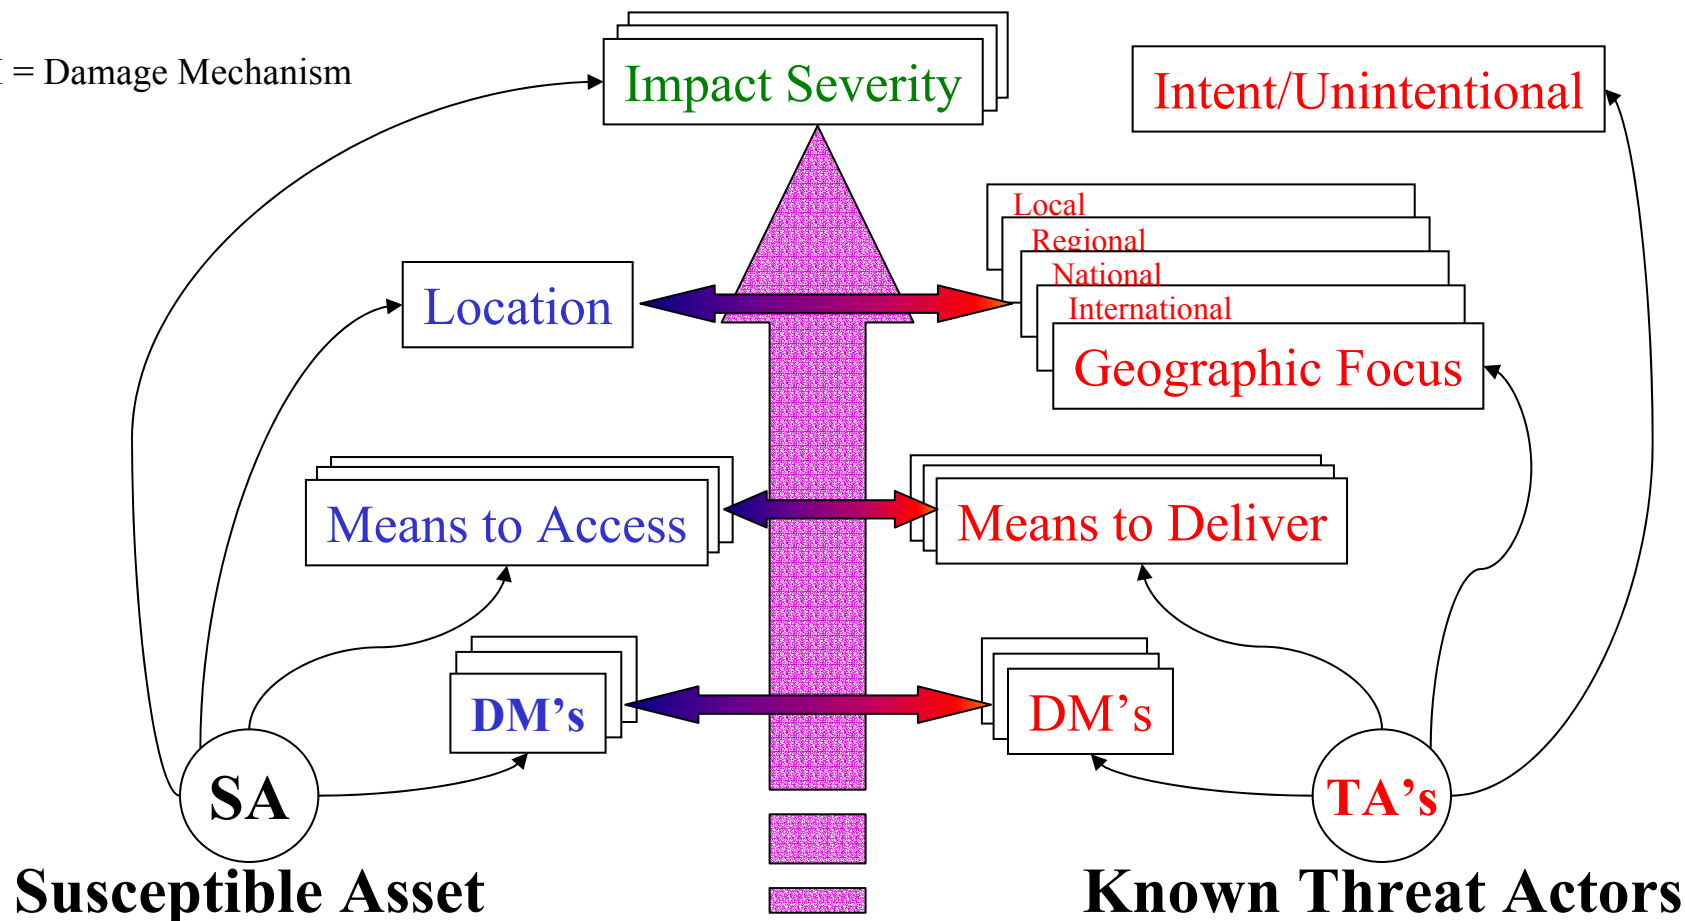 = Damage Mechanism
Impact Severity
Intent/Unintentional
Local
Regional
National
International
Geographic Focus
Location
Means to Access
Means to Deliver
DM’s
DM’s
SA
TA’s
Susceptible Asset
Known Threat Actors